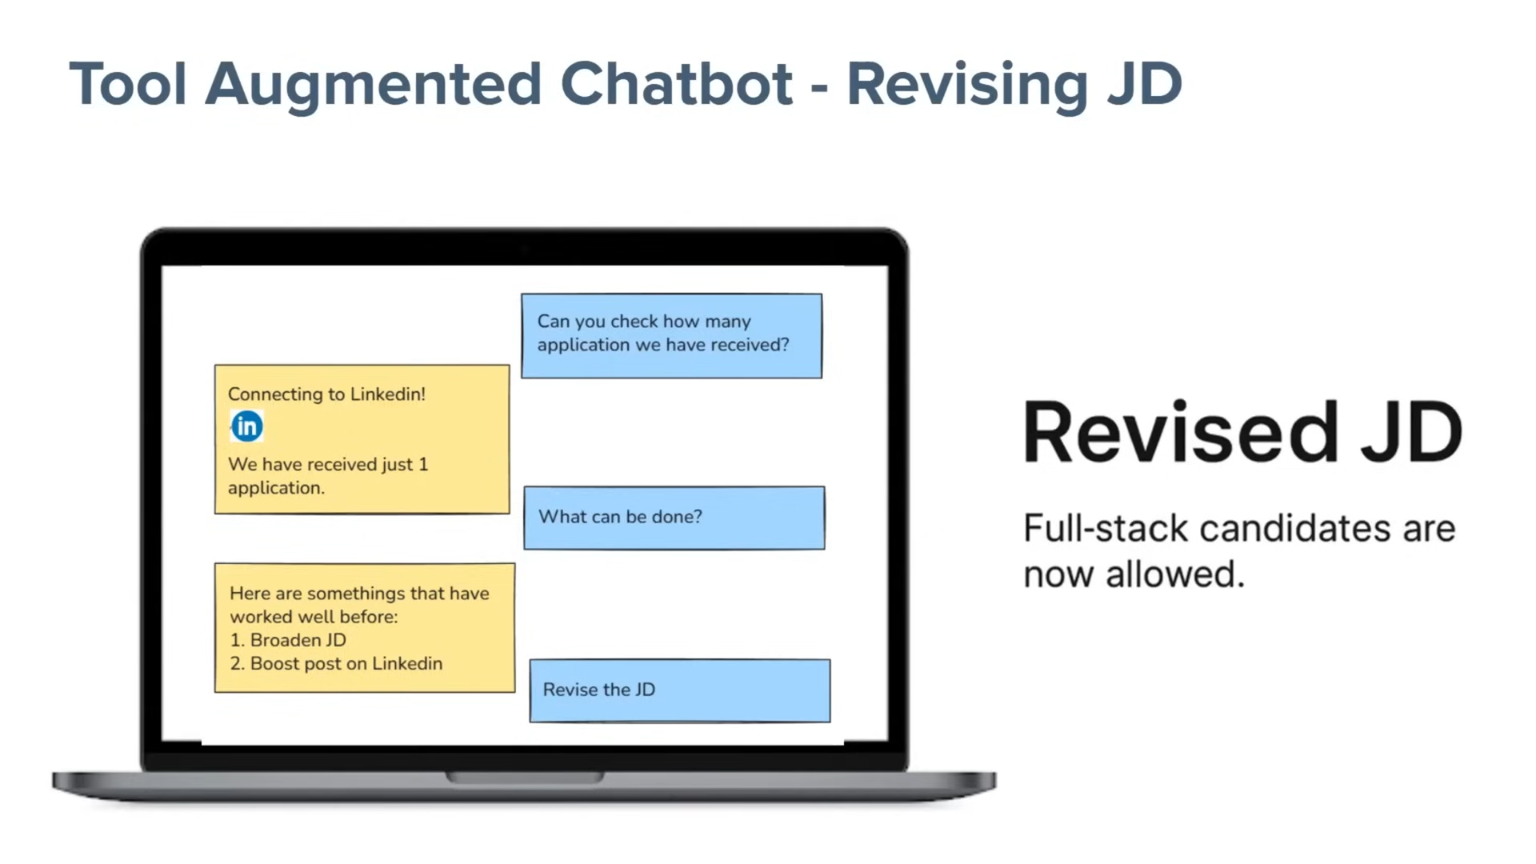 Tool Augmented Chatbot - Revising JD
Can you check how many
application we have received?
Connecting to Linkedin!
in
We have received just 1
application.
What can be done?
Here are somethings that have
worked well before:
1. Broaden JD
2. Boost post on Linkedin
Revise the JD
Revised JD
Full-stack candidates are
now allowed.